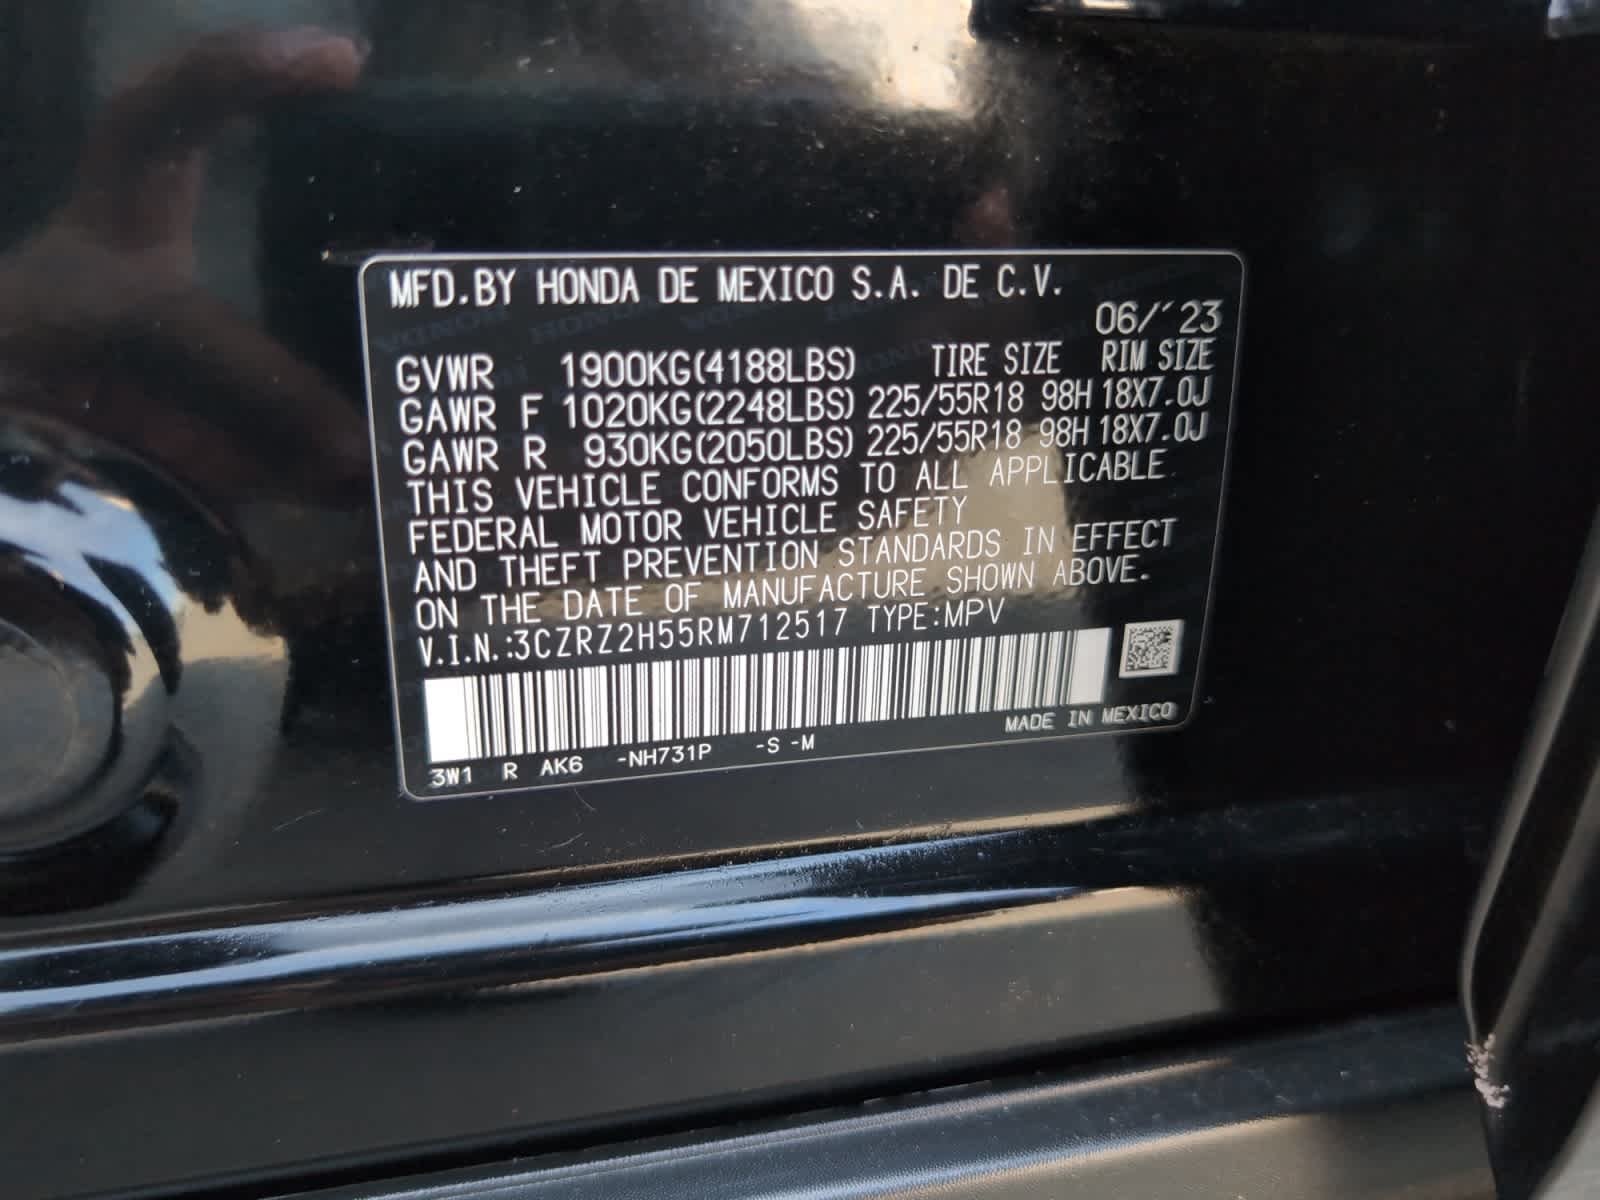 MFD.BY HONDA DE MEXICO S.A. DE C.V.
06/´23
GVWR 1900KG(4188LBS) TIRE SIZE RIM SIZE
GAWR F 1020KG(2248LBS) 225/55R18 98H 18X7.0J
GAWR R 930KG(2050LBS) 225/55R18 98H 18X7.0J
THIS VEHICLE CONFORMS TO ALL APPLICABLE
FEDERAL MOTOR VEHICLE SAFETY
AND THEFT PREVENTION STANDARDS IN EFFECT
ON THE DATE OF MANUFACTURE SHOWN ABOVE.
V.I.N.:3CZRZ2H55RM712517 TYPE:MPV
MADE IN MEXICO
3W1 R AK6 -NH731P -S -M